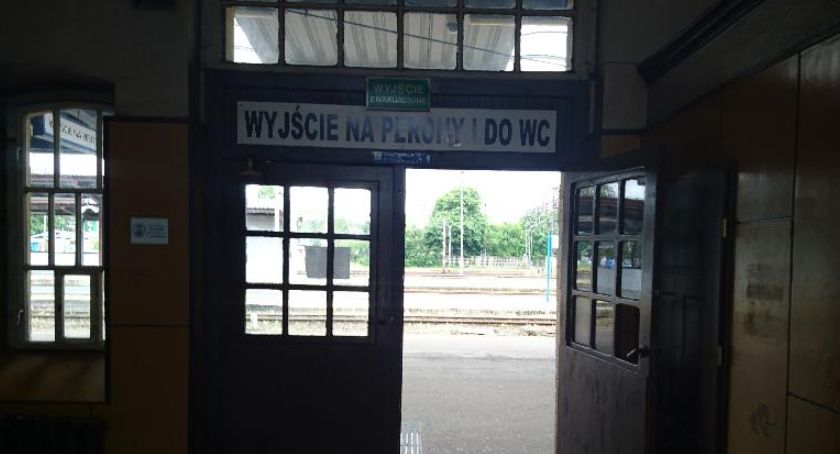 WYJŚCIE
EWAKUACYJNE
WYJŚCIE NA PERONY I DO WC